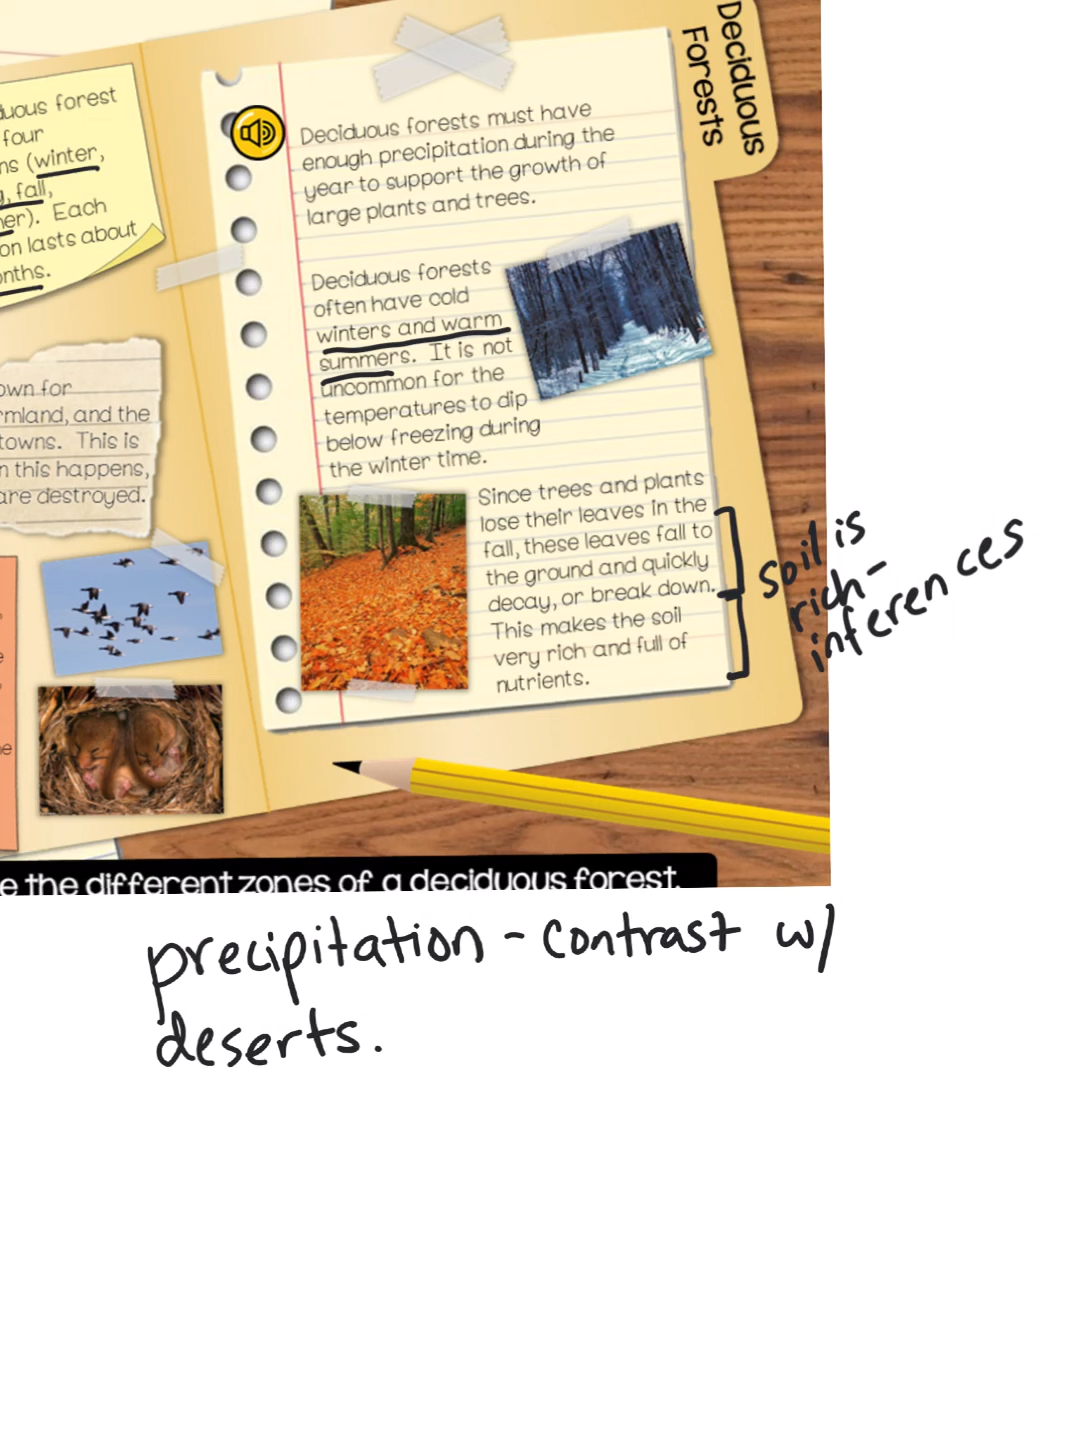 Deciduous
Forests
duous forest
four
ns (winter,
g, fall,
er). Each
on lasts about
onths.
Deciduous forests must have
enough precipitation during the
year to support the growth of
large plants and trees.
Deciduous forests
often have cold
winters and warm
summers. It is not
uncommon for the
temperatures to dip
below freezing during
the winter time.
own for
rmland, and the
towns. This is
n this happens,
are destroyed.
Since trees and plants
lose their leaves in the
fall, these leaves fall to
the ground and quickly
decay, or break down.
This makes the soil
very rich and full of
nutrients.
soil is
rich-
inferences
e the different zones of a deciduous forest.
precipitation - contrast w/
deserts.